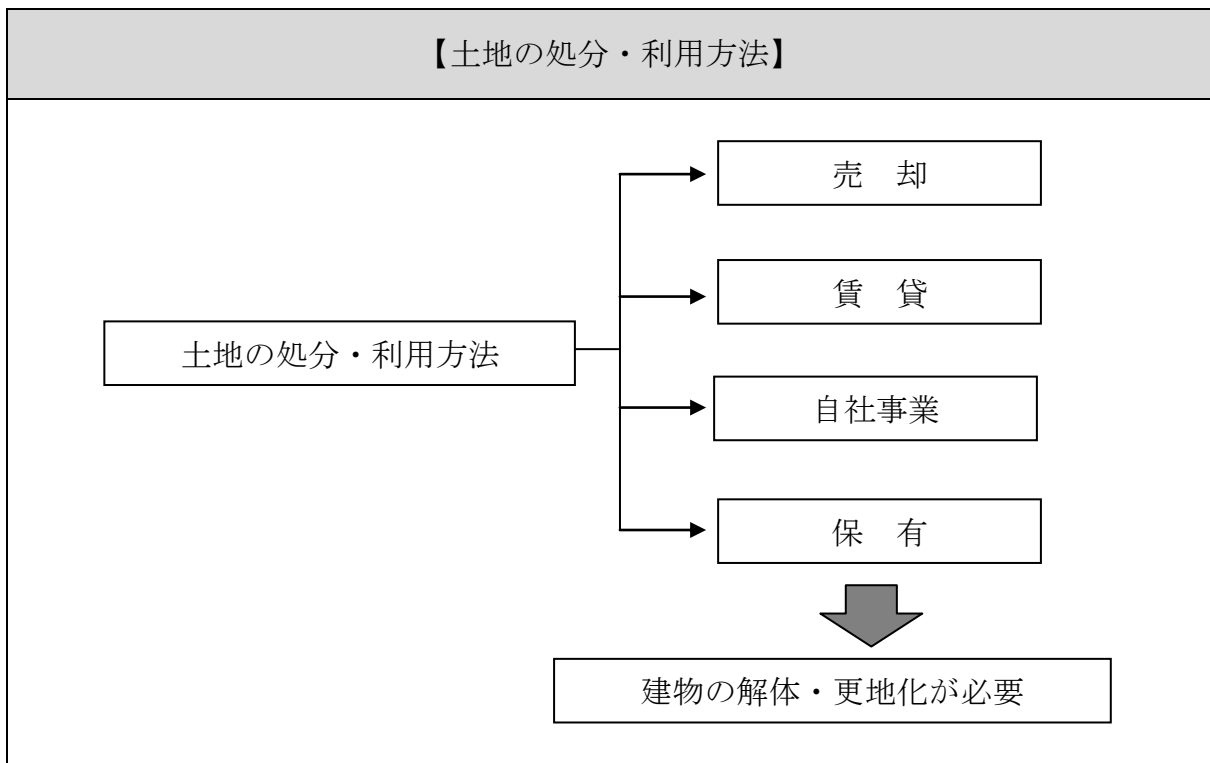 【土地の処分・利用方法】
売　却
賃　貸
土地の処分・利用方法
自社事業
保　有
建物の解体・更地化が必要